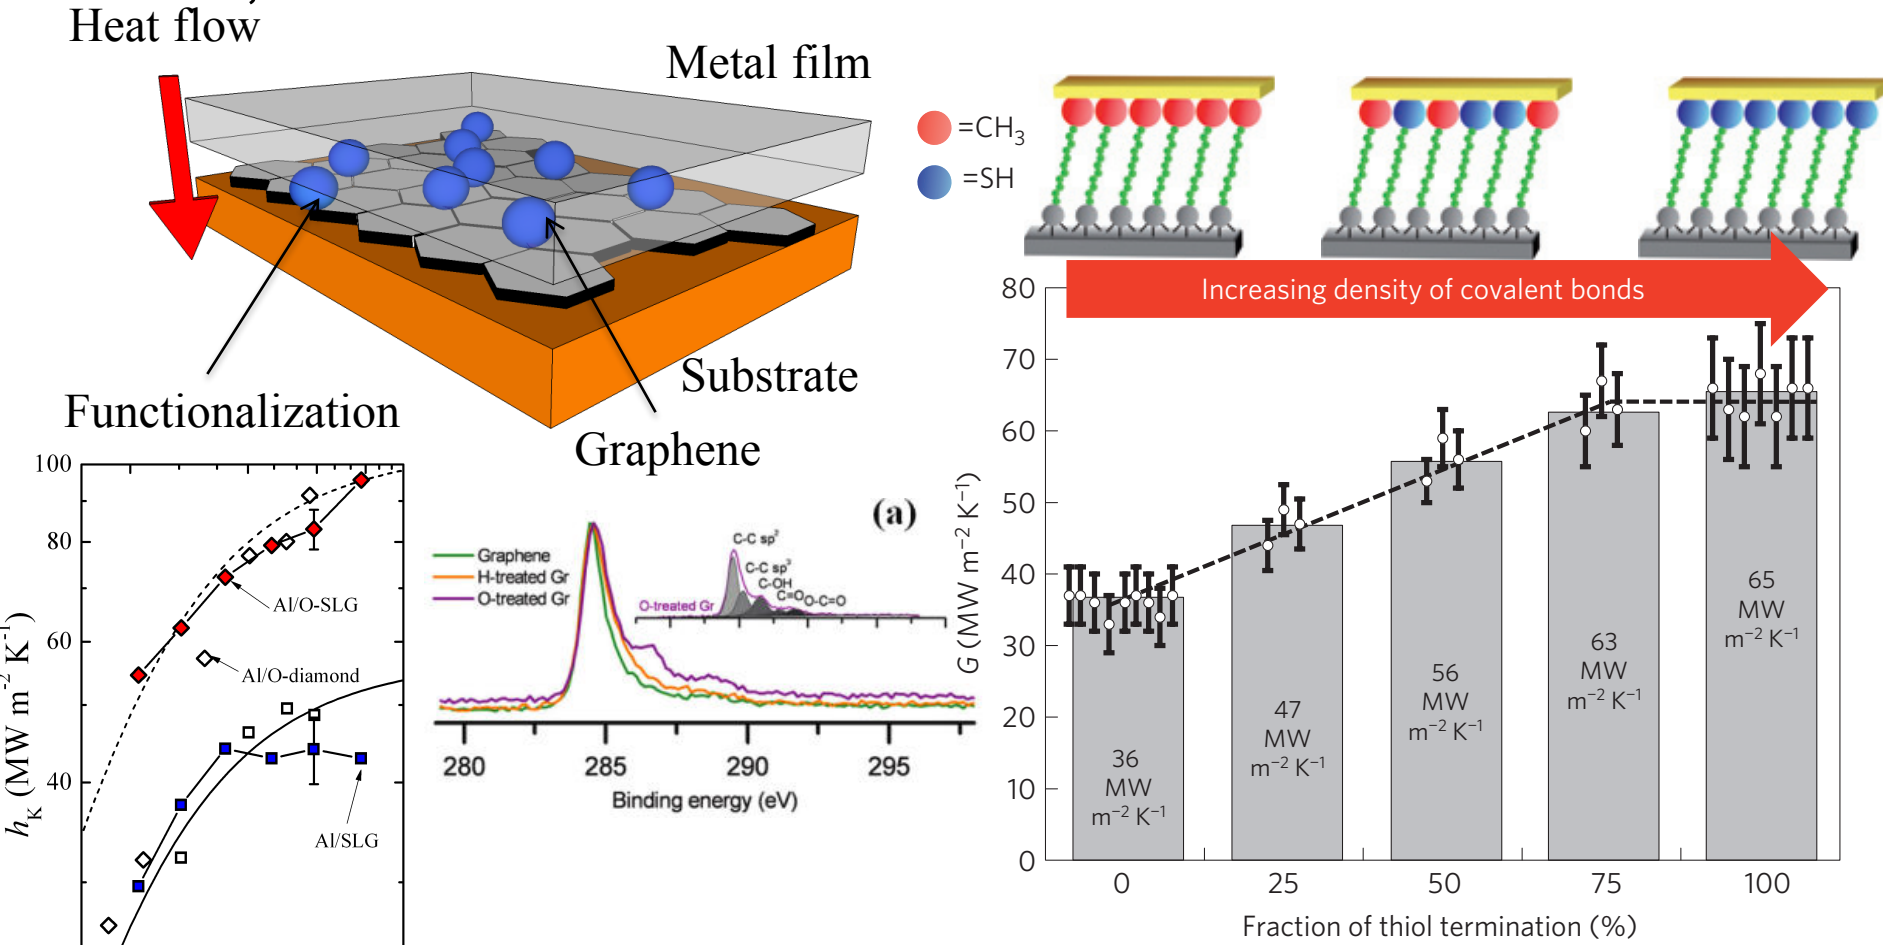 Heat flow
Metal film
Functionalization
Substrate
Graphene
=CH₃
=SH
Increasing density of covalent bonds
100
80
60
40
h_K (MW m⁻² K⁻¹)
Al/O-SLG
Al/O-diamond
Al/SLG
(a)
Graphene
H-treated Gr
O-treated Gr
C-C sp²
C-C sp³
C-OH
C=O
O-C=O
O-treated Gr
280 285 290 295
Binding energy (eV)
80
70
60
50
40
30
20
10
0
G (MW m⁻² K⁻¹)
36
MW
m⁻² K⁻¹
47
MW
m⁻² K⁻¹
56
MW
m⁻² K⁻¹
63
MW
m⁻² K⁻¹
65
MW
m⁻² K⁻¹
0 25 50 75 100
Fraction of thiol termination (%)